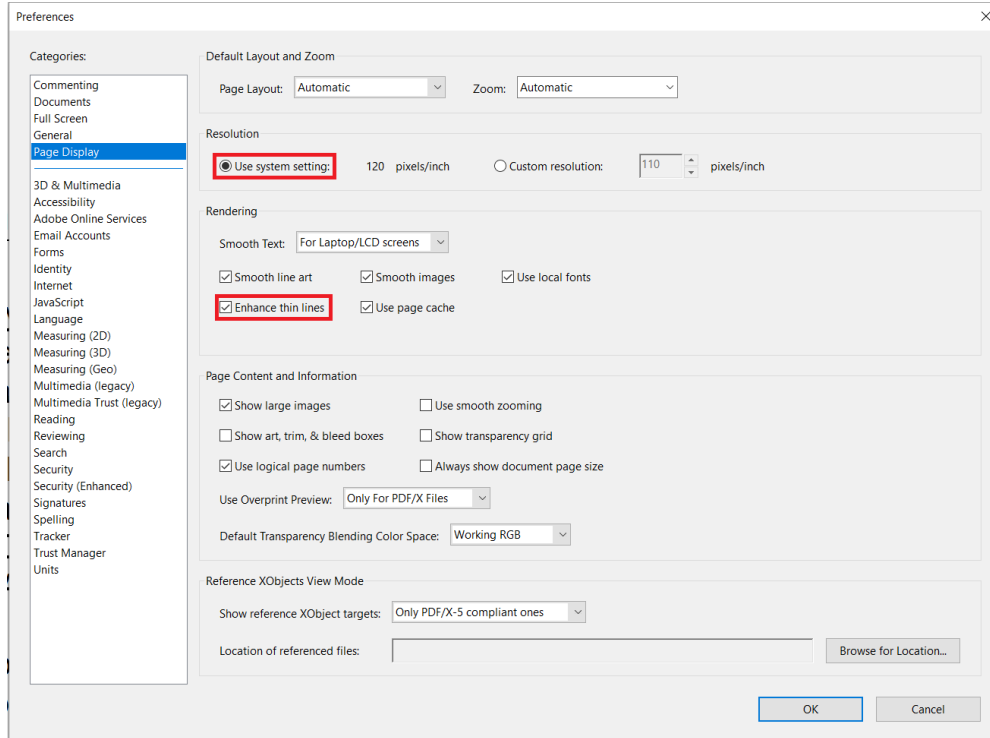 Preferences
Categories:
Commenting
Documents
Full Screen
General
Page Display
3D & Multimedia
Accessibility
Adobe Online Services
Email Accounts
Forms
Identity
Internet
JavaScript
Language
Measuring (2D)
Measuring (3D)
Measuring (Geo)
Multimedia (legacy)
Multimedia Trust (legacy)
Reading
Reviewing
Search
Security
Security (Enhanced)
Signatures
Spelling
Tracker
Trust Manager
Units
Default Layout and Zoom
Page Layout: Automatic Zoom: Automatic
Resolution
Use system setting: 120 pixels/inch Custom resolution: 110 pixels/inch
Rendering
Smooth Text: For Laptop/LCD screens
Smooth line art Smooth images Use local fonts
Enhance thin lines Use page cache
Page Content and Information
Show large images Use smooth zooming
Show art, trim, & bleed boxes Show transparency grid
Use logical page numbers Always show document page size
Use Overprint Preview: Only For PDF/X Files
Default Transparency Blending Color Space: Working RGB
Reference XObjects View Mode
Show reference XObject targets: Only PDF/X-5 compliant ones
Location of referenced files: Browse for Location...
OK Cancel